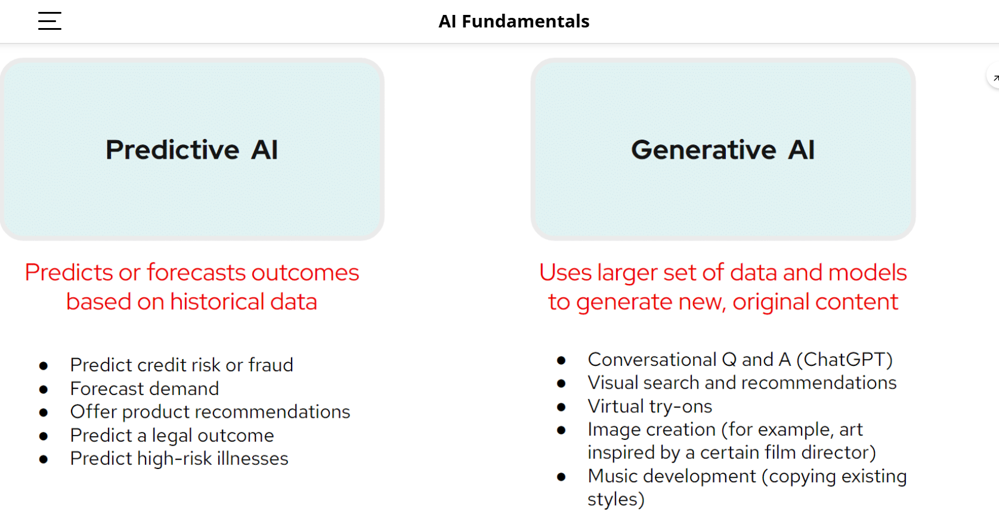 AI Fundamentals
Predictive AI
Predicts or forecasts outcomes
based on historical data
● Predict credit risk or fraud
● Forecast demand
● Offer product recommendations
● Predict a legal outcome
● Predict high-risk illnesses
Generative AI
Uses larger set of data and models
to generate new, original content
● Conversational Q and A (ChatGPT)
● Visual search and recommendations
● Virtual try-ons
● Image creation (for example, art
inspired by a certain film director)
● Music development (copying existing
styles)